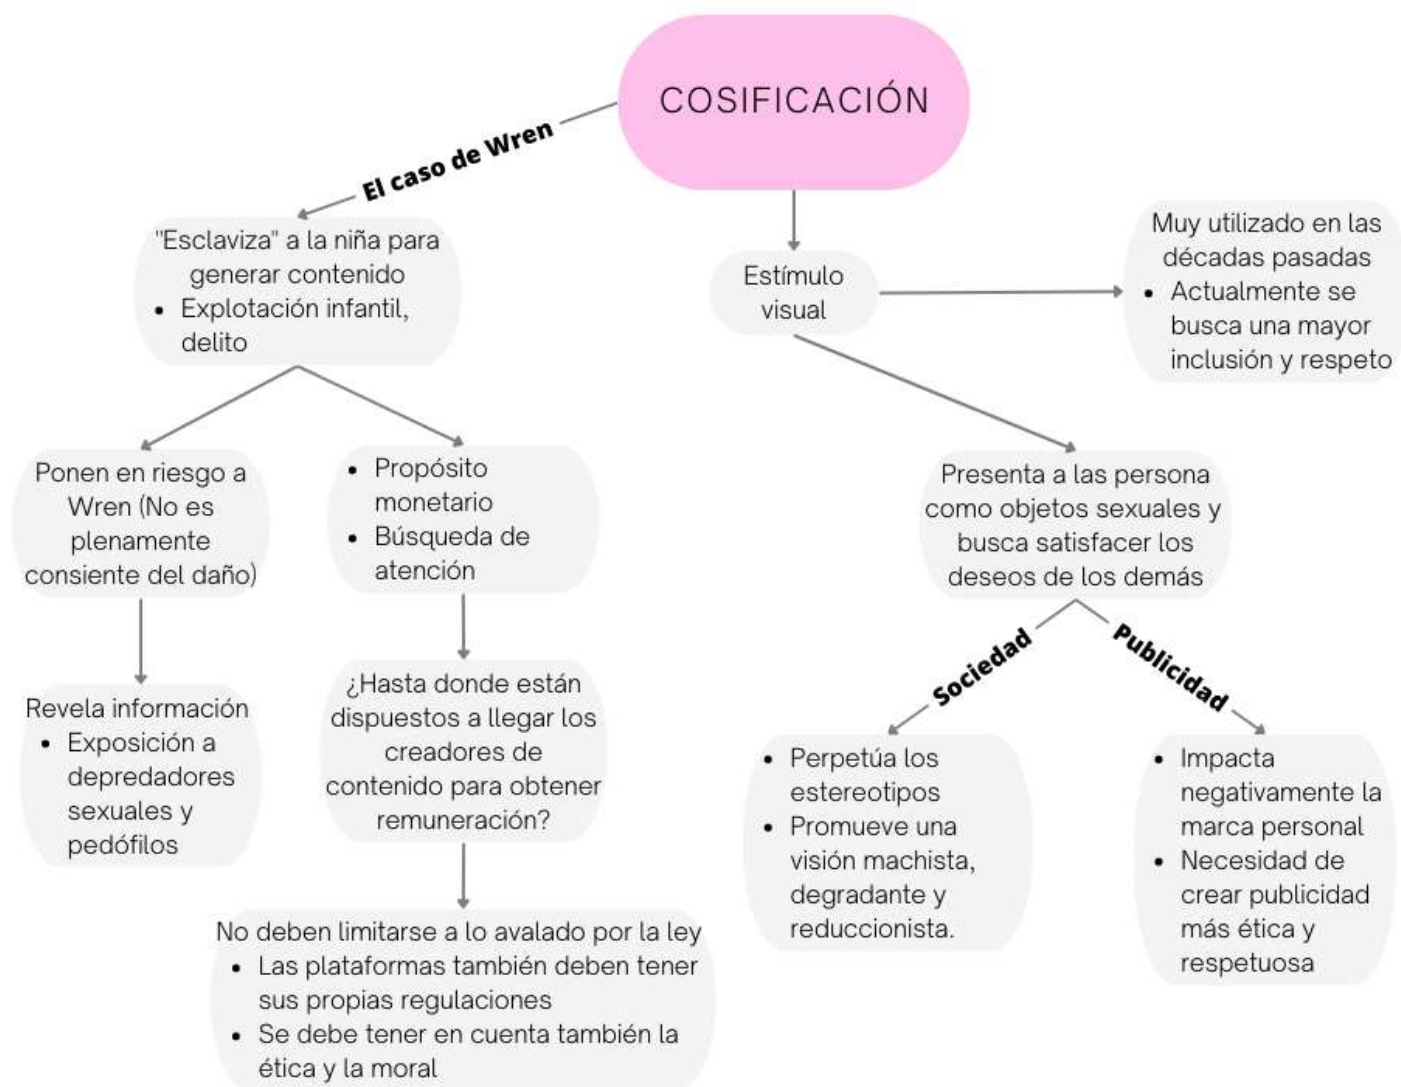 COSIFICACIÓN
El caso de Wren
"Esclaviza" a la niña para
generar contenido
• Explotación infantil,
delito
Ponen en riesgo a
Wren (No es
plenamente
consiente del daño)
Revela información
• Exposición a
depredadores
sexuales y
pedófilos
• Propósito
monetario
• Búsqueda de
atención
¿Hasta donde están
dispuestos a llegar los
creadores de
contenido para obtener
remuneración?
No deben limitarse a lo avalado por la ley
• Las plataformas también deben tener
sus propias regulaciones
• Se debe tener en cuenta también la
ética y la moral
Estímulo
visual
Muy utilizado en las
décadas pasadas
• Actualmente se
busca una mayor
inclusión y respeto
Presenta a las persona
como objetos sexuales y
busca satisfacer los
deseos de los demás
Sociedad
• Perpetúa los
estereotipos
• Promueve una
visión machista,
degradante y
reduccionista.
Publicidad
• Impacta
negativamente la
marca personal
• Necesidad de
crear publicidad
más ética y
respetuosa